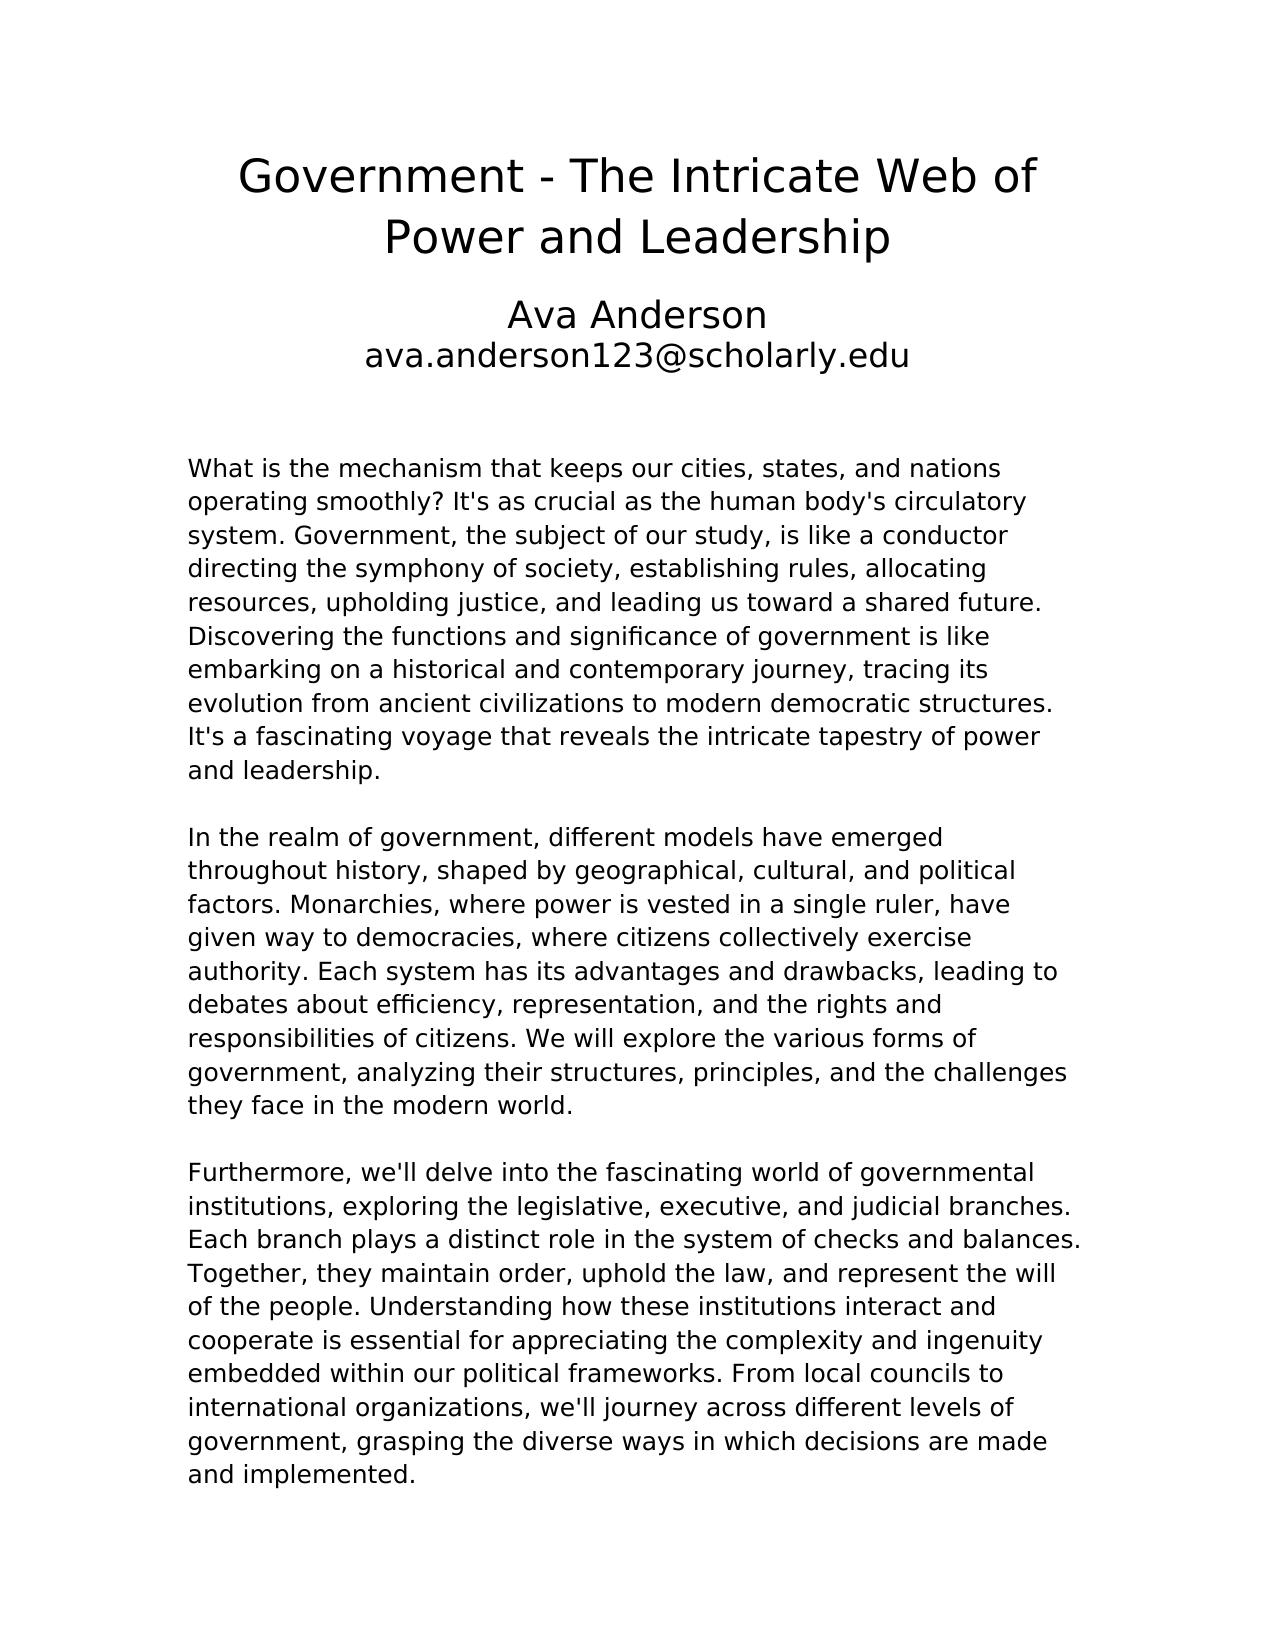 Government - The Intricate Web of
Power and Leadership
Ava Anderson
ava.anderson123@scholarly.edu
What is the mechanism that keeps our cities, states, and nations
operating smoothly? It's as crucial as the human body's circulatory
system. Government, the subject of our study, is like a conductor
directing the symphony of society, establishing rules, allocating
resources, upholding justice, and leading us toward a shared future.
Discovering the functions and significance of government is like
embarking on a historical and contemporary journey, tracing its
evolution from ancient civilizations to modern democratic structures.
It's a fascinating voyage that reveals the intricate tapestry of power
and leadership.
In the realm of government, different models have emerged
throughout history, shaped by geographical, cultural, and political
factors. Monarchies, where power is vested in a single ruler, have
given way to democracies, where citizens collectively exercise
authority. Each system has its advantages and drawbacks, leading to
debates about efficiency, representation, and the rights and
responsibilities of citizens. We will explore the various forms of
government, analyzing their structures, principles, and the challenges
they face in the modern world.
Furthermore, we'll delve into the fascinating world of governmental
institutions, exploring the legislative, executive, and judicial branches.
Each branch plays a distinct role in the system of checks and balances.
Together, they maintain order, uphold the law, and represent the will
of the people. Understanding how these institutions interact and
cooperate is essential for appreciating the complexity and ingenuity
embedded within our political frameworks. From local councils to
international organizations, we'll journey across different levels of
government, grasping the diverse ways in which decisions are made
and implemented.